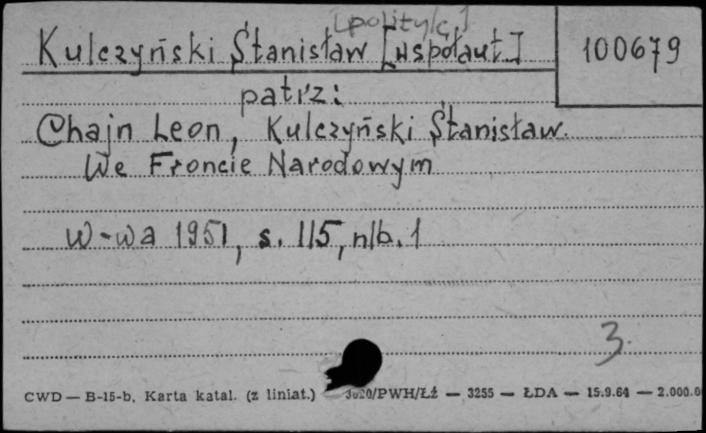 [polityk]
Kulczyński Stanisław [współaut.]
100679
patrz:
Chajn Leon, Kulczyński Stanisław.
We Froncie Narodowym
W-wa 1951, s. 115, nlb. 1
3.
CWD — B-15-b. Karta katal. (z liniat.) 3620/PWH/Łź — 3255 — ŁDA — 15.9.64 — 2.000.0